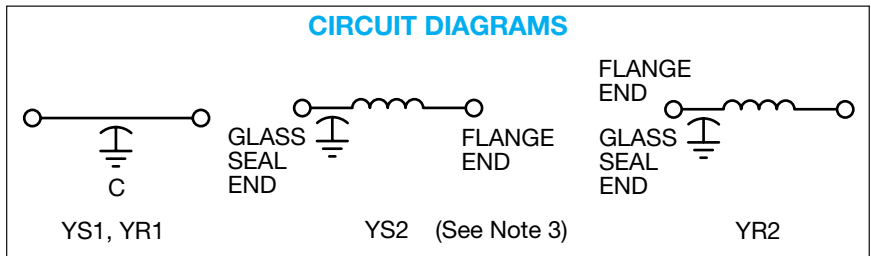 CIRCUIT DIAGRAMS
C
YS1, YR1
GLASS
SEAL
END
FLANGE
END
YS2 (See Note 3)
FLANGE
END
GLASS
SEAL
END
YR2